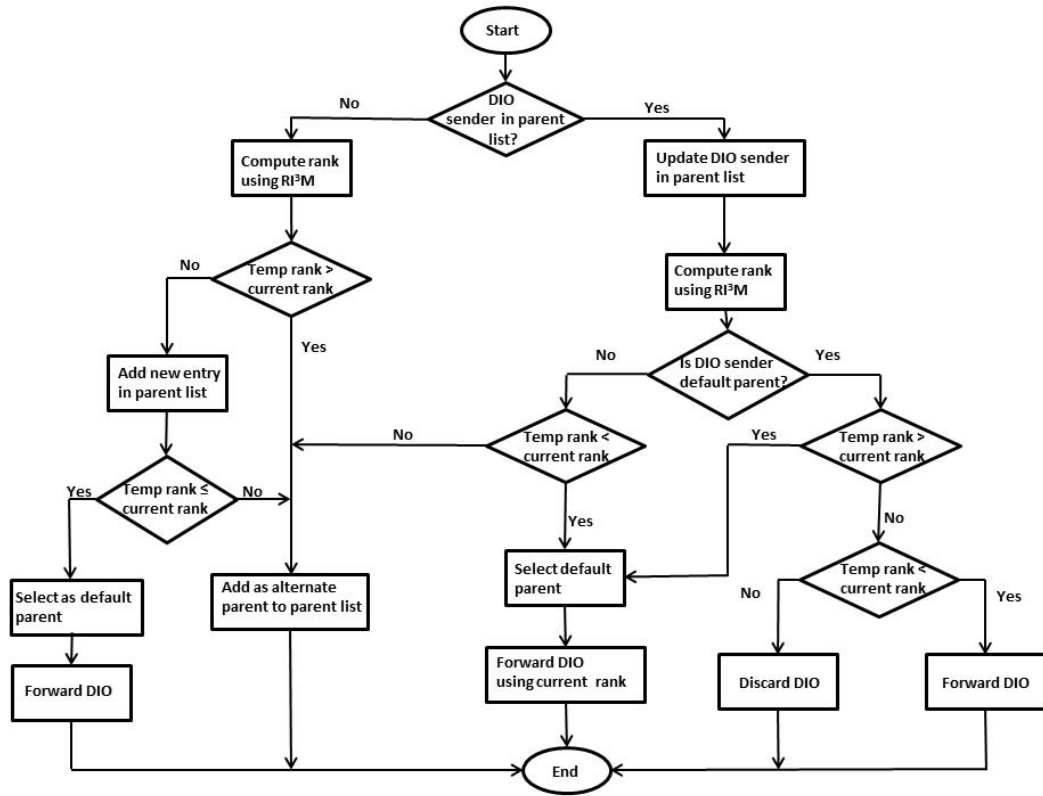 Start
DIO
sender in parent
list?
No
Yes
Compute rank
using RI³M
Update DIO sender
in parent list
Temp rank >
current rank
No
Yes
Compute rank
using RI³M
Add new entry
in parent list
Is DIO sender
default parent?
No
Yes
Temp rank <
current rank
No
Yes
Temp rank >
current rank
Yes
No
Temp rank ≤
current rank
Yes
No
Select as default
parent
Add as alternate
parent to parent list
Select default
parent
Temp rank <
current rank
No
Yes
Forward DIO
Forward DIO
using current rank
Discard DIO
Forward DIO
End